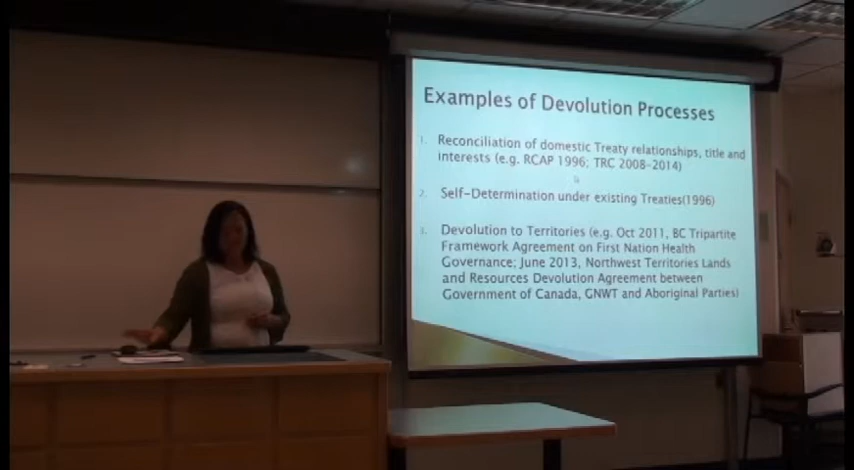 Examples of Devolution Processes
1. Reconciliation of domestic Treaty relationships, title and
interests (e.g. RCAP 1996; TRC 2008-2014)
2. Self-Determination under existing Treaties(1996)
3. Devolution to Territories (e.g. Oct 2011, BC Tripartite
Framework Agreement on First Nation Health
Governance; June 2013, Northwest Territories Lands
and Resources Devolution Agreement between
Government of Canada, GNWT and Aboriginal Parties)